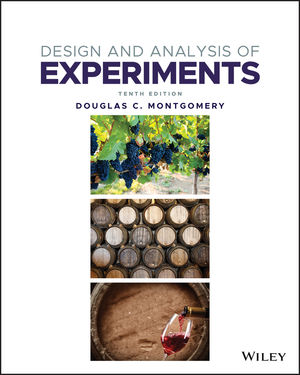 DESIGN AND ANALYSIS OF
EXPERIMENTS
TENTH EDITION
DOUGLAS C. MONTGOMERY
WILEY